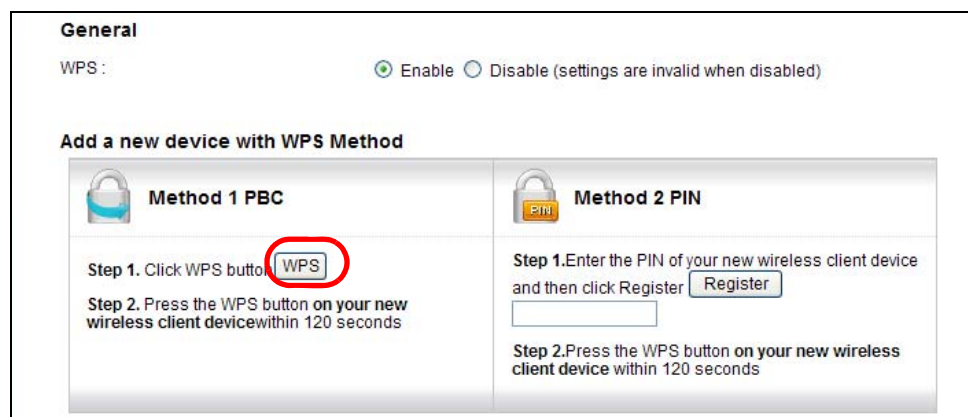 General
WPS : Enable Disable (settings are invalid when disabled)
Add a new device with WPS Method
Method 1 PBC
Step 1. Click WPS button WPS
Step 2. Press the WPS button on your new
wireless client devicewithin 120 seconds
PIN
Method 2 PIN
Step 1.Enter the PIN of your new wireless client device
and then click Register Register
Step 2.Press the WPS button on your new wireless
client device within 120 seconds